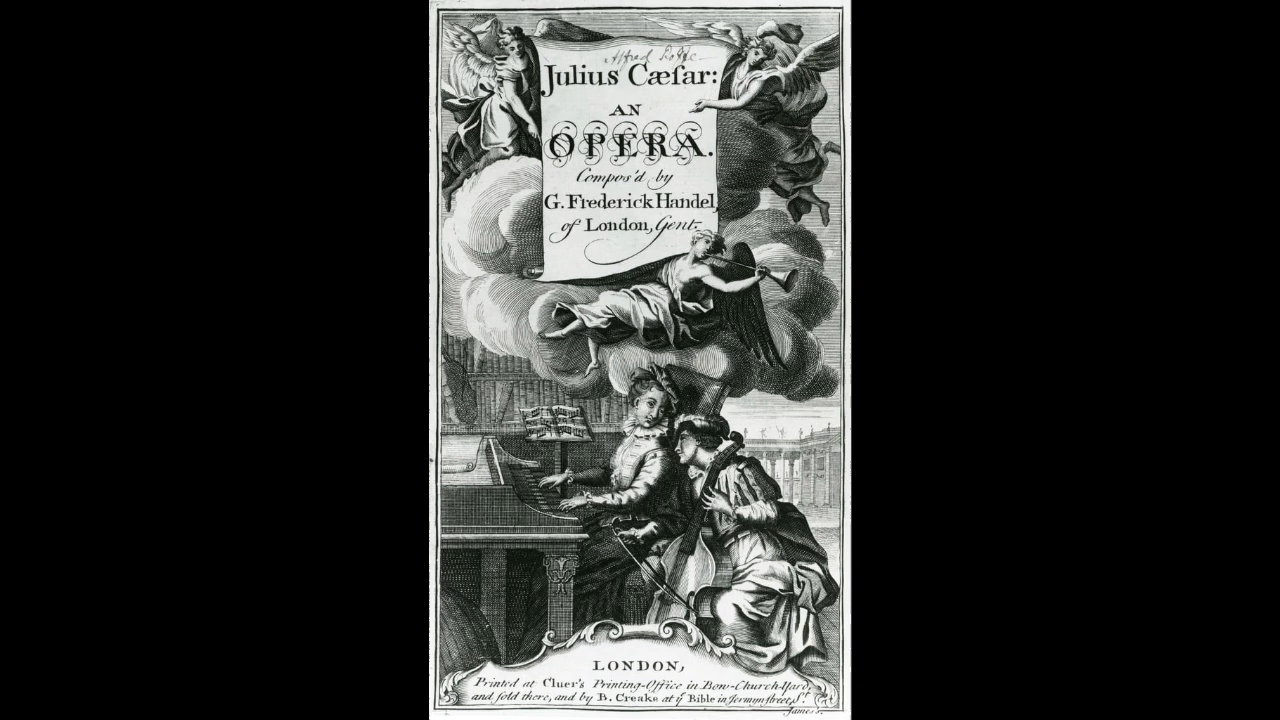 Julius Cæſar:
AN
OPERA.
Compos'd by
G. Frederick Handel,
of London, Gent.
LONDON,
Printed at Cluer's Printing-Office in Bow-Church-Yard,
and ſold there, and by B. Creake at yᵉ Bible in Jermyn ſtreet, Sᵗ
James's.